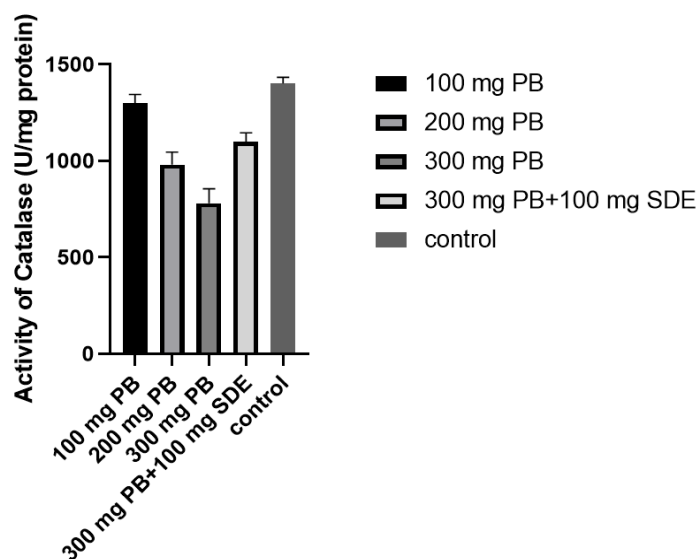 Activity of Catalase (U/mg protein)
1500
1000
500
0
100 mg PB
200 mg PB
300 mg PB
300 mg PB+100 mg SDE
control
100 mg PB
200 mg PB
300 mg PB
300 mg PB+100 mg SDE
control